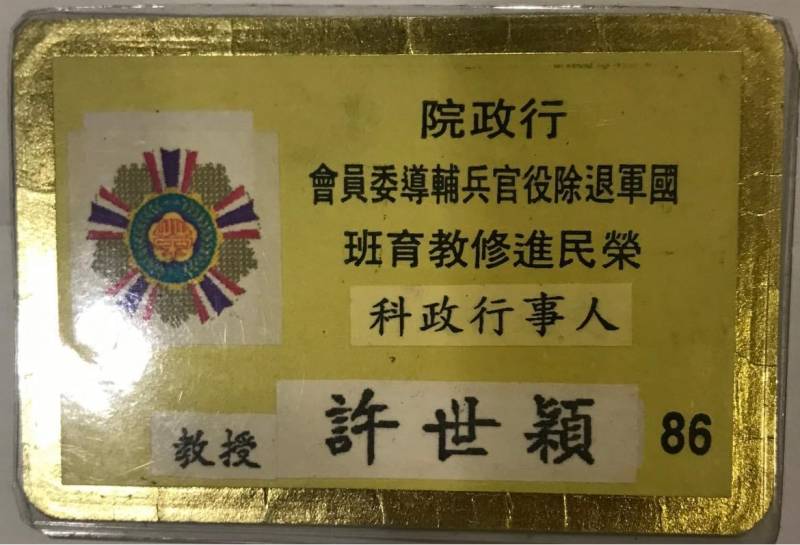 行政院
國軍退除役官兵輔導委員會
榮民進修教育班
人事行政科
教授 許世穎 86